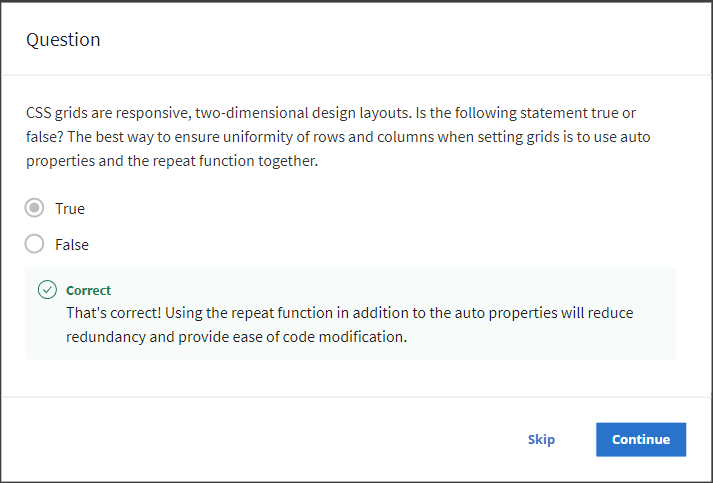 Question
CSS grids are responsive, two-dimensional design layouts. Is the following statement true or
false? The best way to ensure uniformity of rows and columns when setting grids is to use auto
properties and the repeat function together.
True
False
Correct
That's correct! Using the repeat function in addition to the auto properties will reduce
redundancy and provide ease of code modification.
Skip
Continue